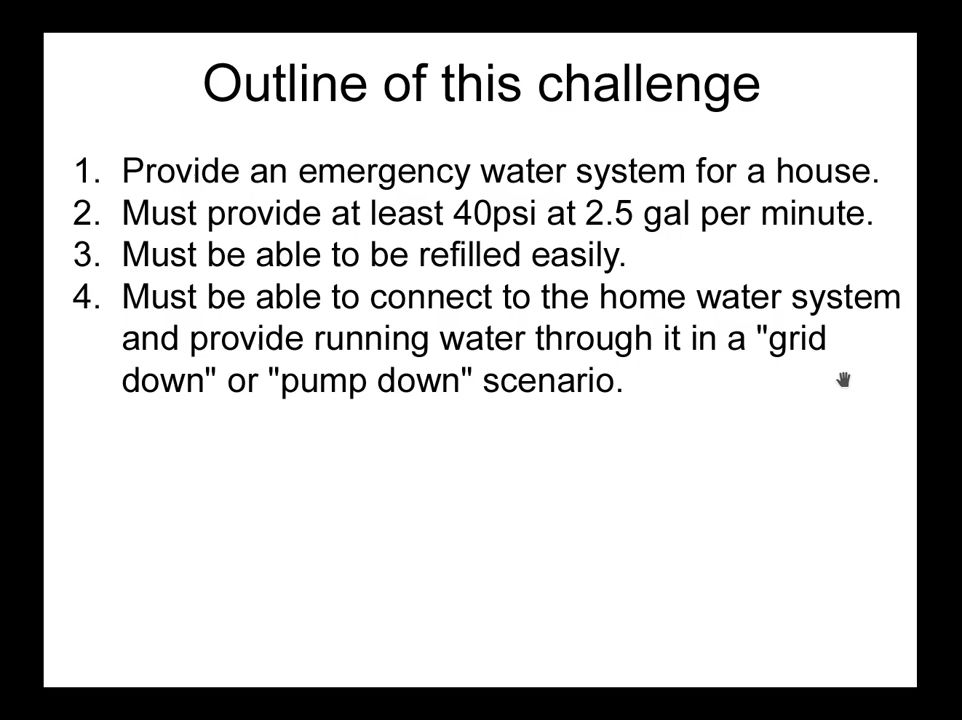 Outline of this challenge
1. Provide an emergency water system for a house.
2. Must provide at least 40psi at 2.5 gal per minute.
3. Must be able to be refilled easily.
4. Must be able to connect to the home water system
and provide running water through it in a "grid
down" or "pump down" scenario.